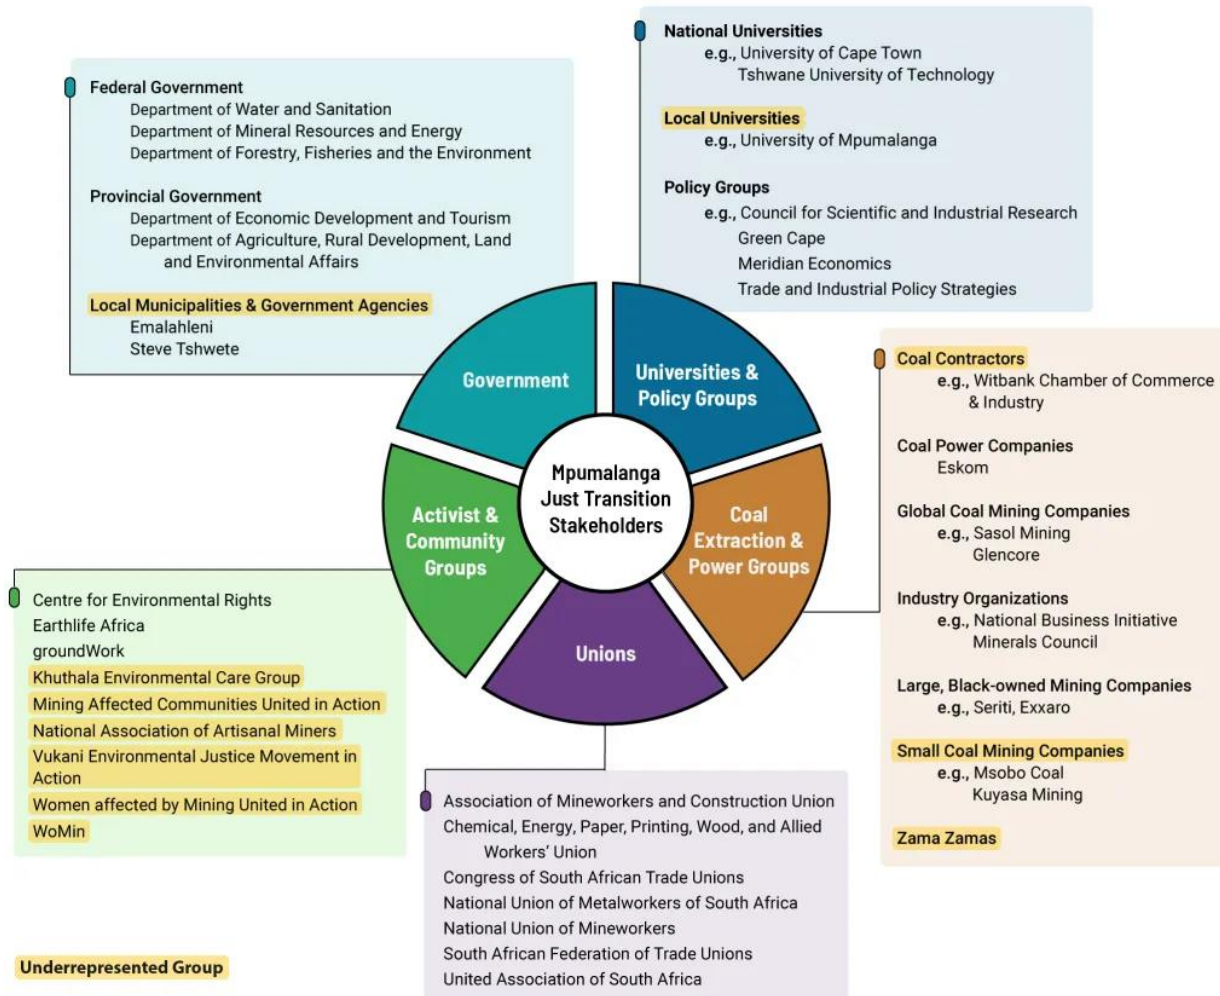 Federal Government
Department of Water and Sanitation
Department of Mineral Resources and Energy
Department of Forestry, Fisheries and the Environment
Provincial Government
Department of Economic Development and Tourism
Department of Agriculture, Rural Development, Land
and Environmental Affairs
Local Municipalities & Government Agencies
Emalahleni
Steve Tshwete
National Universities
e.g., University of Cape Town
Tshwane University of Technology
Local Universities
e.g., University of Mpumalanga
Policy Groups
e.g., Council for Scientific and Industrial Research
Green Cape
Meridian Economics
Trade and Industrial Policy Strategies
Government
Universities &
Policy Groups
Mpumalanga
Just Transition
Stakeholders
Activist &
Community
Groups
Coal
Extraction &
Power Groups
Unions
Coal Contractors
e.g., Witbank Chamber of Commerce
& Industry
Coal Power Companies
Eskom
Global Coal Mining Companies
e.g., Sasol Mining
Glencore
Industry Organizations
e.g., National Business Initiative
Minerals Council
Large, Black-owned Mining Companies
e.g., Seriti, Exxaro
Small Coal Mining Companies
e.g., Msobo Coal
Kuyasa Mining
Zama Zamas
Centre for Environmental Rights
Earthlife Africa
groundWork
Khuthala Environmental Care Group
Mining Affected Communities United in Action
National Association of Artisanal Miners
Vukani Environmental Justice Movement in
Action
Women affected by Mining United in Action
WoMin
Association of Mineworkers and Construction Union
Chemical, Energy, Paper, Printing, Wood, and Allied
Workers' Union
Congress of South African Trade Unions
National Union of Metalworkers of South Africa
National Union of Mineworkers
South African Federation of Trade Unions
United Association of South Africa
Underrepresented Group